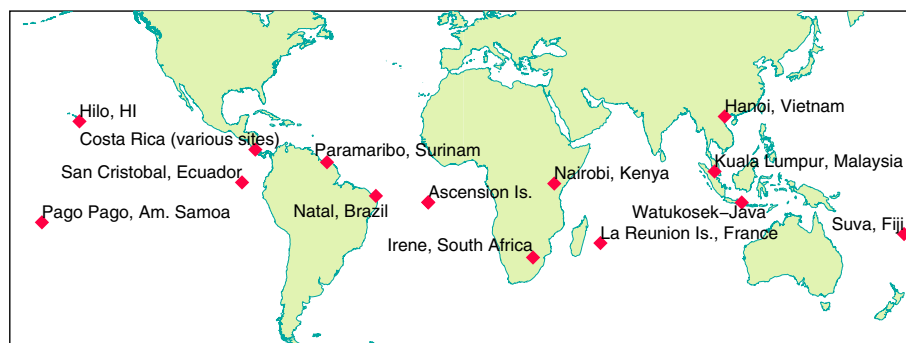 Hilo, HI
Hanoi, Vietnam
Costa Rica (various sites)
Paramaribo, Surinam
Kuala Lumpur, Malaysia
San Cristobal, Ecuador
Nairobi, Kenya
Ascension Is.
Pago Pago, Am. Samoa
Natal, Brazil
Watukosek–Java
Suva, Fiji
La Reunion Is., France
Irene, South Africa